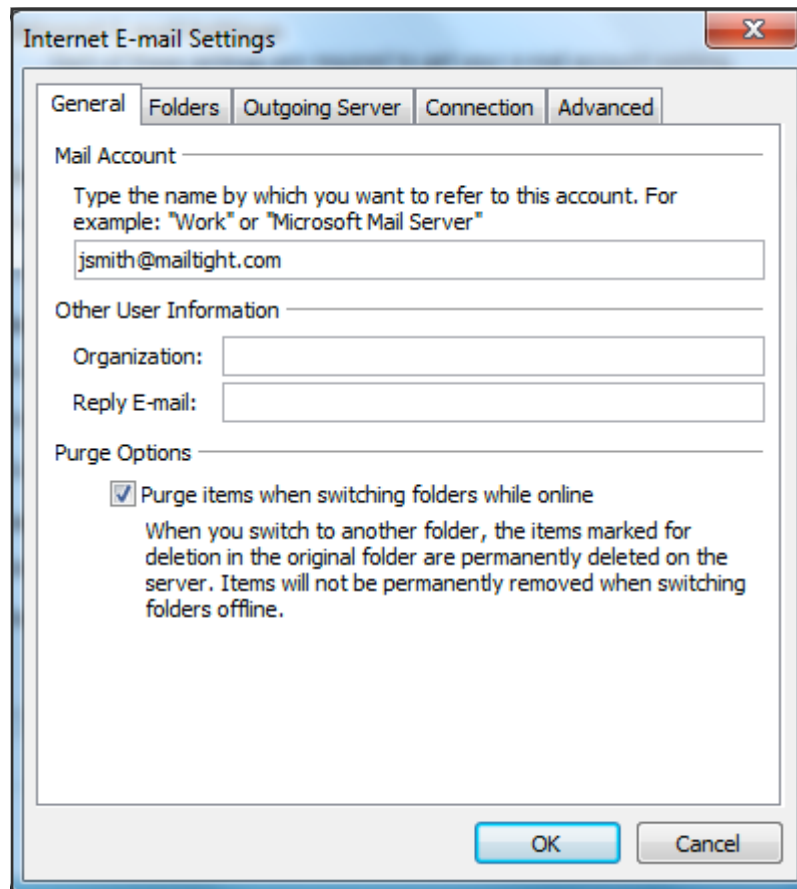 Internet E-mail Settings
General Folders Outgoing Server Connection Advanced
Mail Account
Type the name by which you want to refer to this account. For
example: "Work" or "Microsoft Mail Server"
jsmith@mailtight.com
Other User Information
Organization:
Reply E-mail:
Purge Options
Purge items when switching folders while online
When you switch to another folder, the items marked for
deletion in the original folder are permanently deleted on the
server. Items will not be permanently removed when switching
folders offline.
OK Cancel